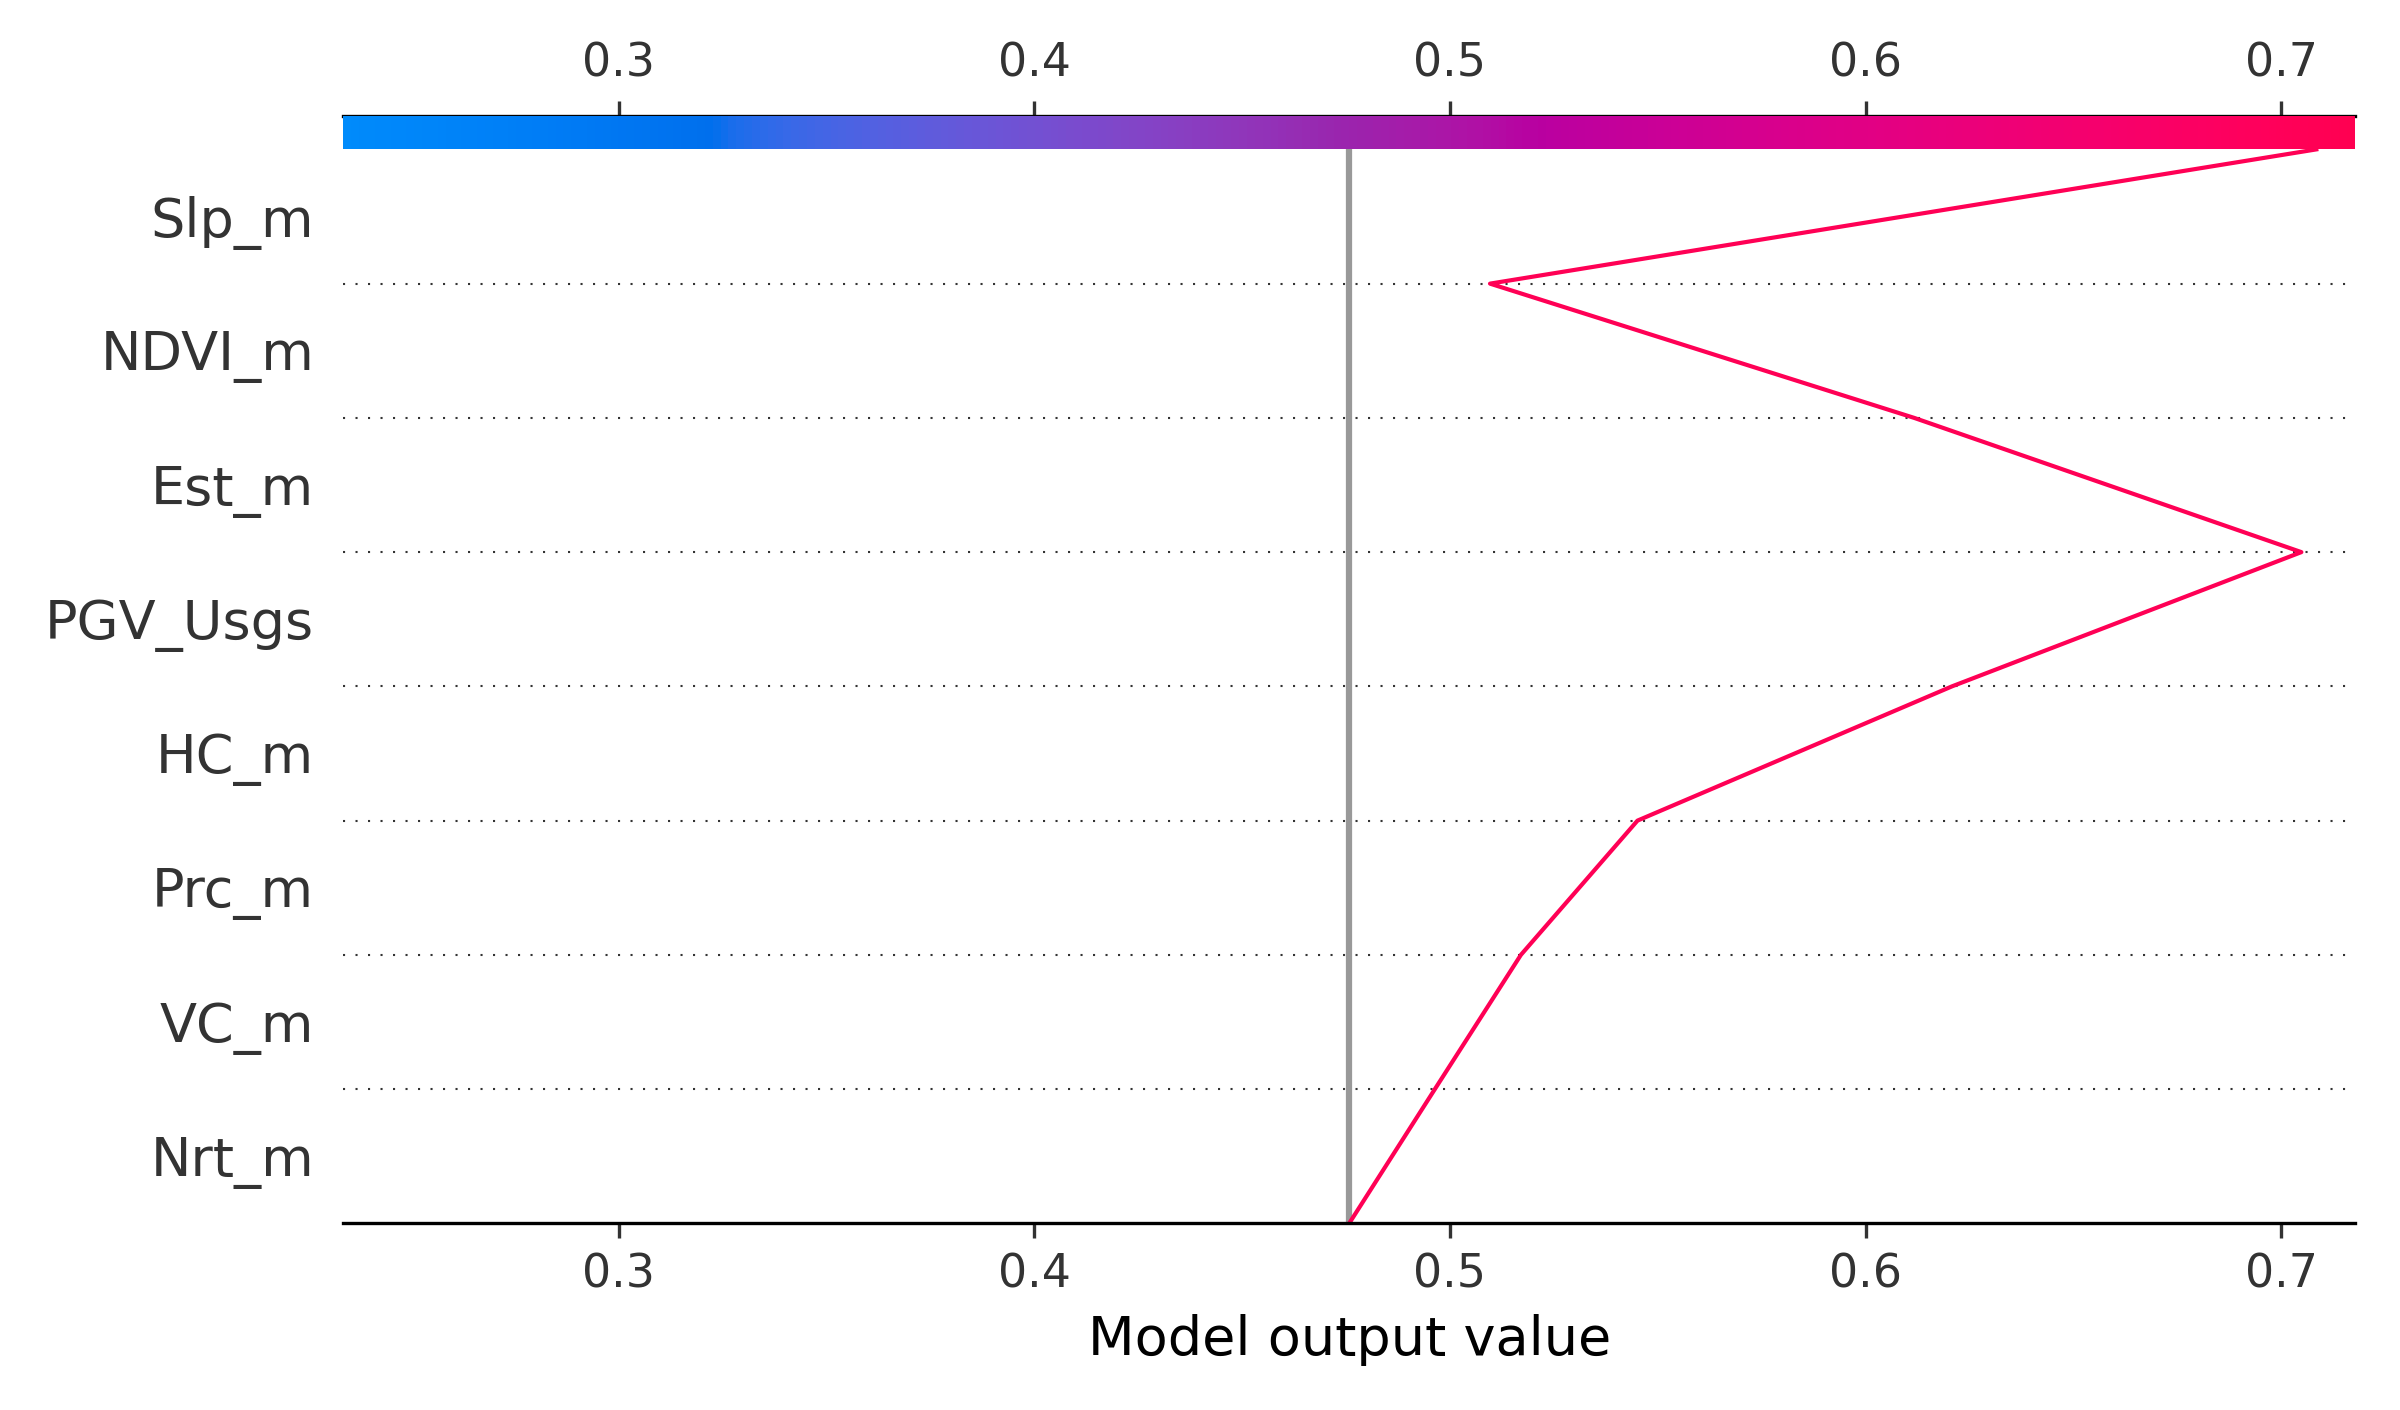 0.3 0.4 0.5 0.6 0.7
Slp_m
NDVI_m
Est_m
PGV_Usgs
HC_m
Prc_m
VC_m
Nrt_m
0.3 0.4 0.5 0.6 0.7
Model output value